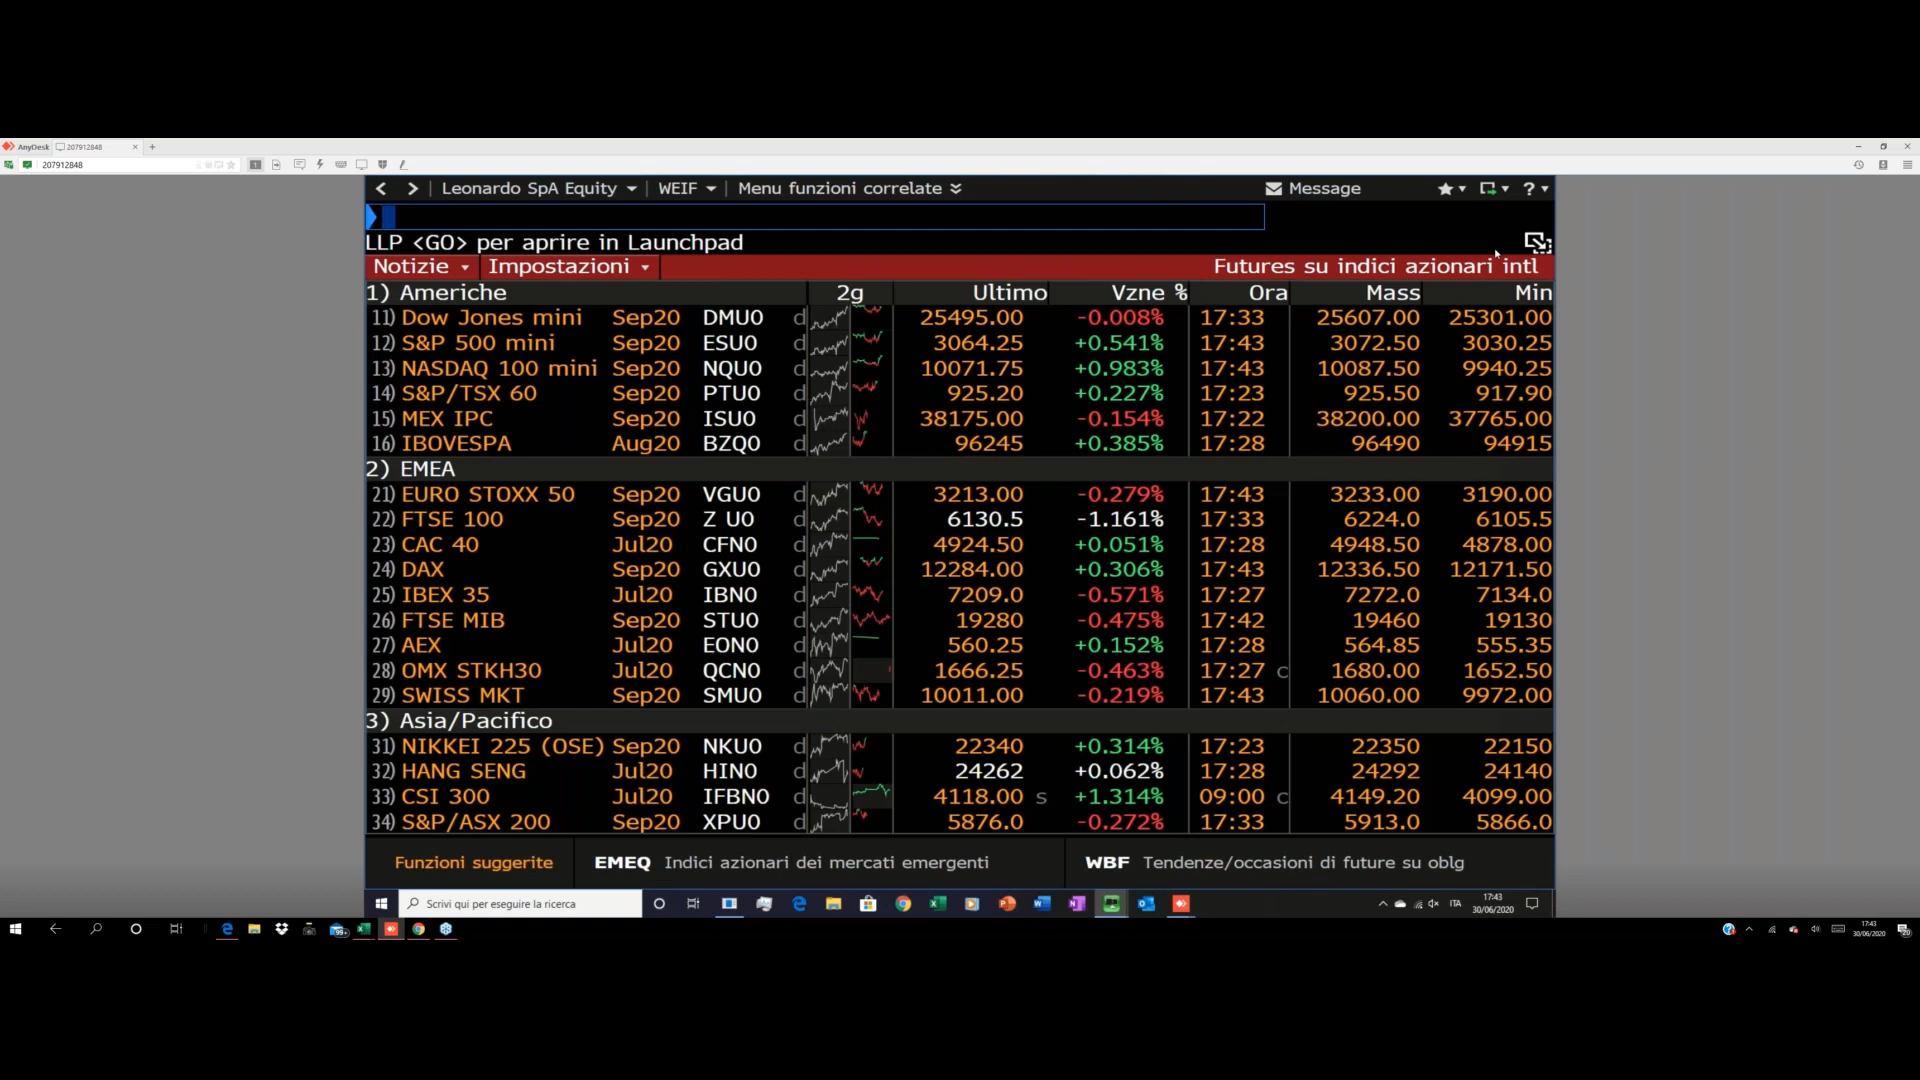 AnyDesk 207912848
207912848
Leonardo SpA Equity WEIF Menu funzioni correlate Message ?
LLP <GO> per aprire in Launchpad
Notizie Impostazioni Futures su indici azionari intl
1) Americhe 2g Ultimo Vzne % Ora Mass Min
11) Dow Jones mini Sep20 DMU0 d 25495.00 -0.008% 17:33 25607.00 25301.00
12) S&P 500 mini Sep20 ESU0 d 3064.25 +0.541% 17:43 3072.50 3030.25
13) NASDAQ 100 mini Sep20 NQU0 d 10071.75 +0.983% 17:43 10087.50 9940.25
14) S&P/TSX 60 Sep20 PTU0 d 925.20 +0.227% 17:23 925.50 917.90
15) MEX IPC Sep20 ISU0 d 38175.00 -0.154% 17:22 38200.00 37765.00
16) IBOVESPA Aug20 BZQ0 d 96245 +0.385% 17:28 96490 94915
2) EMEA
21) EURO STOXX 50 Sep20 VGU0 d 3213.00 -0.279% 17:43 3233.00 3190.00
22) FTSE 100 Sep20 Z U0 d 6130.5 -1.161% 17:33 6224.0 6105.5
23) CAC 40 Jul20 CFN0 d 4924.50 +0.051% 17:28 4948.50 4878.00
24) DAX Sep20 GXU0 d 12284.00 +0.306% 17:43 12336.50 12171.50
25) IBEX 35 Jul20 IBN0 d 7209.0 -0.571% 17:27 7272.0 7134.0
26) FTSE MIB Sep20 STU0 d 19280 -0.475% 17:42 19460 19130
27) AEX Jul20 EON0 d 560.25 +0.152% 17:28 564.85 555.35
28) OMX STKH30 Jul20 QCN0 d 1666.25 -0.463% 17:27 c 1680.00 1652.50
29) SWISS MKT Sep20 SMU0 d 10011.00 -0.219% 17:43 10060.00 9972.00
3) Asia/Pacifico
31) NIKKEI 225 (OSE) Sep20 NKU0 d 22340 +0.314% 17:23 22350 22150
32) HANG SENG Jul20 HIN0 d 24262 +0.062% 17:28 24292 24140
33) CSI 300 Jul20 IFBN0 d 4118.00 s +1.314% 09:00 c 4149.20 4099.00
34) S&P/ASX 200 Sep20 XPU0 d 5876.0 -0.272% 17:33 5913.0 5866.0
Funzioni suggerite EMEQ Indici azionari dei mercati emergenti WBF Tendenze/occasioni di future su oblg
Scrivi qui per eseguire la ricerca ITA 17:43
30/06/2020
99+ 17:43
30/06/2020
20